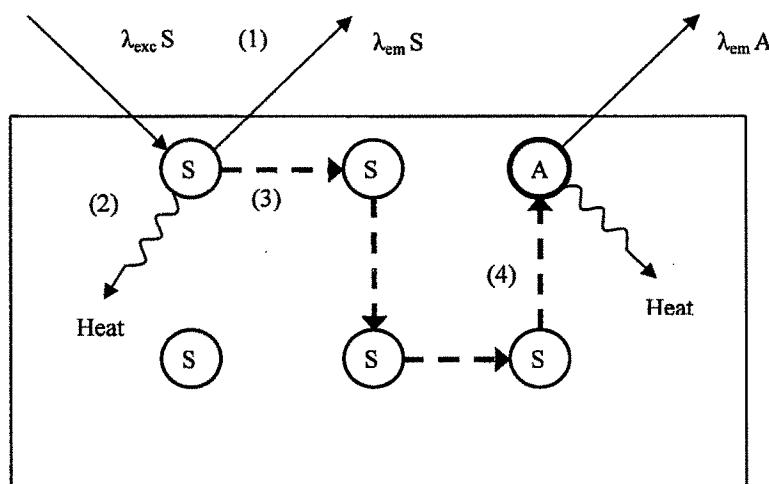 λexc S (1) λem S λem A
S S A
(2) (3)
(4)
Heat Heat
S S S